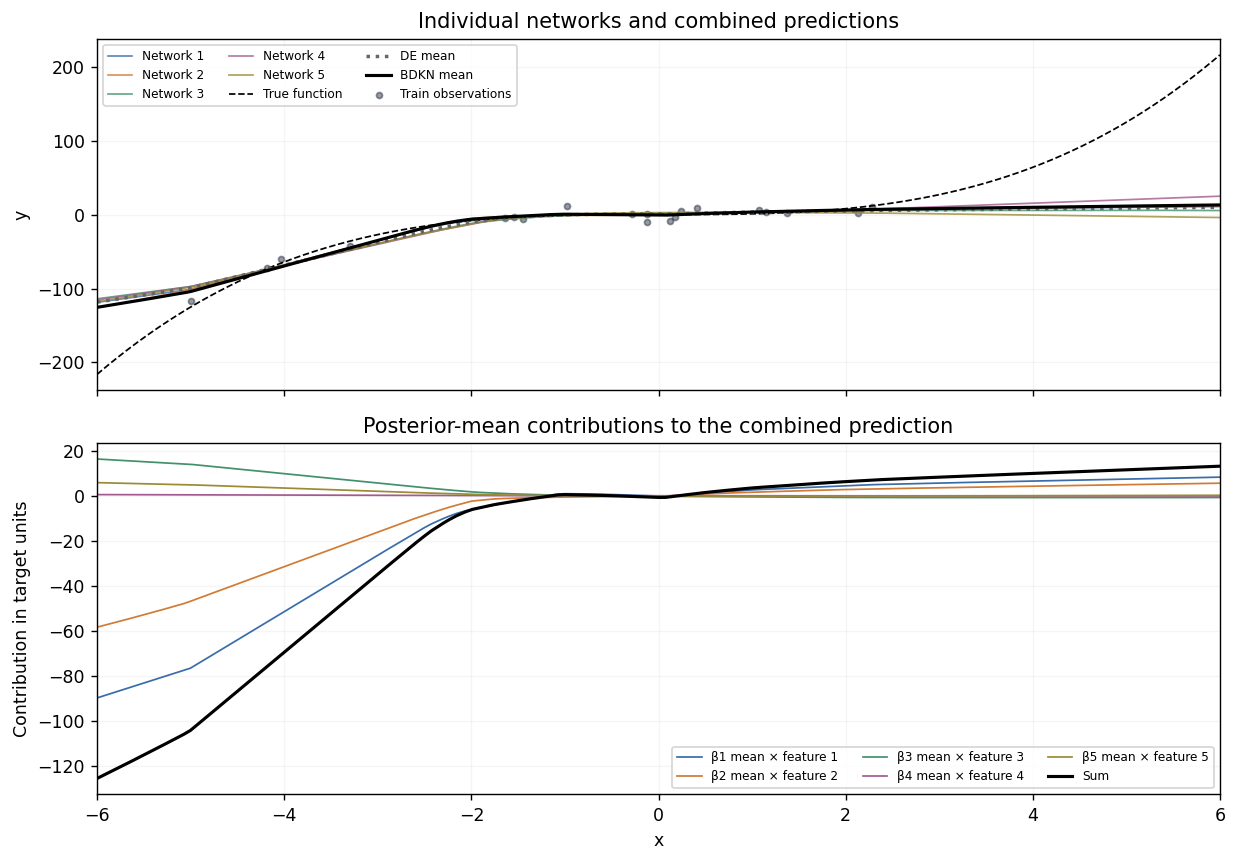 Individual networks and combined predictions
Network 1
Network 2
Network 3
Network 4
Network 5
True function
DE mean
BDKN mean
Train observations
200
100
0
−100
−200
y
Posterior-mean contributions to the combined prediction
20
0
−20
−40
−60
−80
−100
−120
Contribution in target units
β1 mean × feature 1
β2 mean × feature 2
β3 mean × feature 3
β4 mean × feature 4
β5 mean × feature 5
Sum
−6
−4
−2
0
2
4
6
x